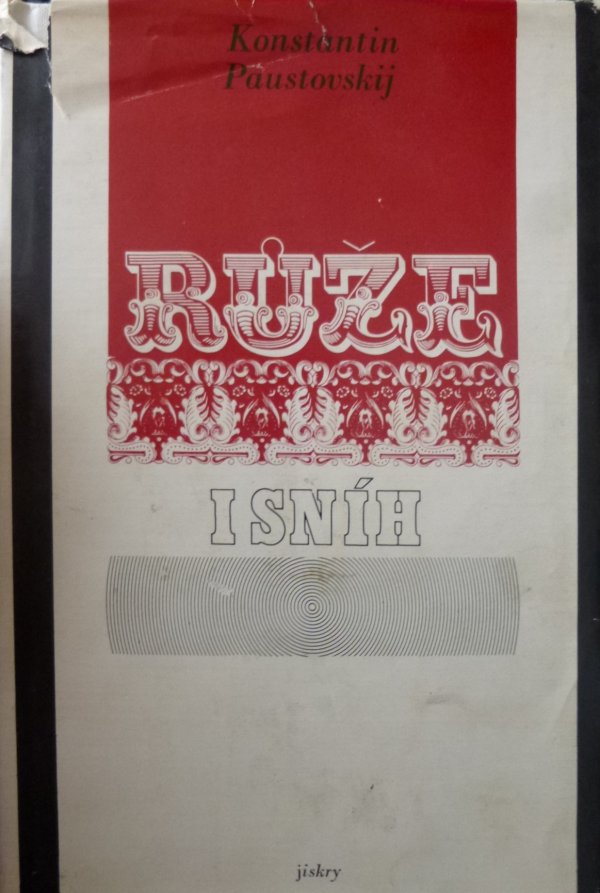 Konstantin
Paustovskij
RŮŽE
I SNÍH
jiskry